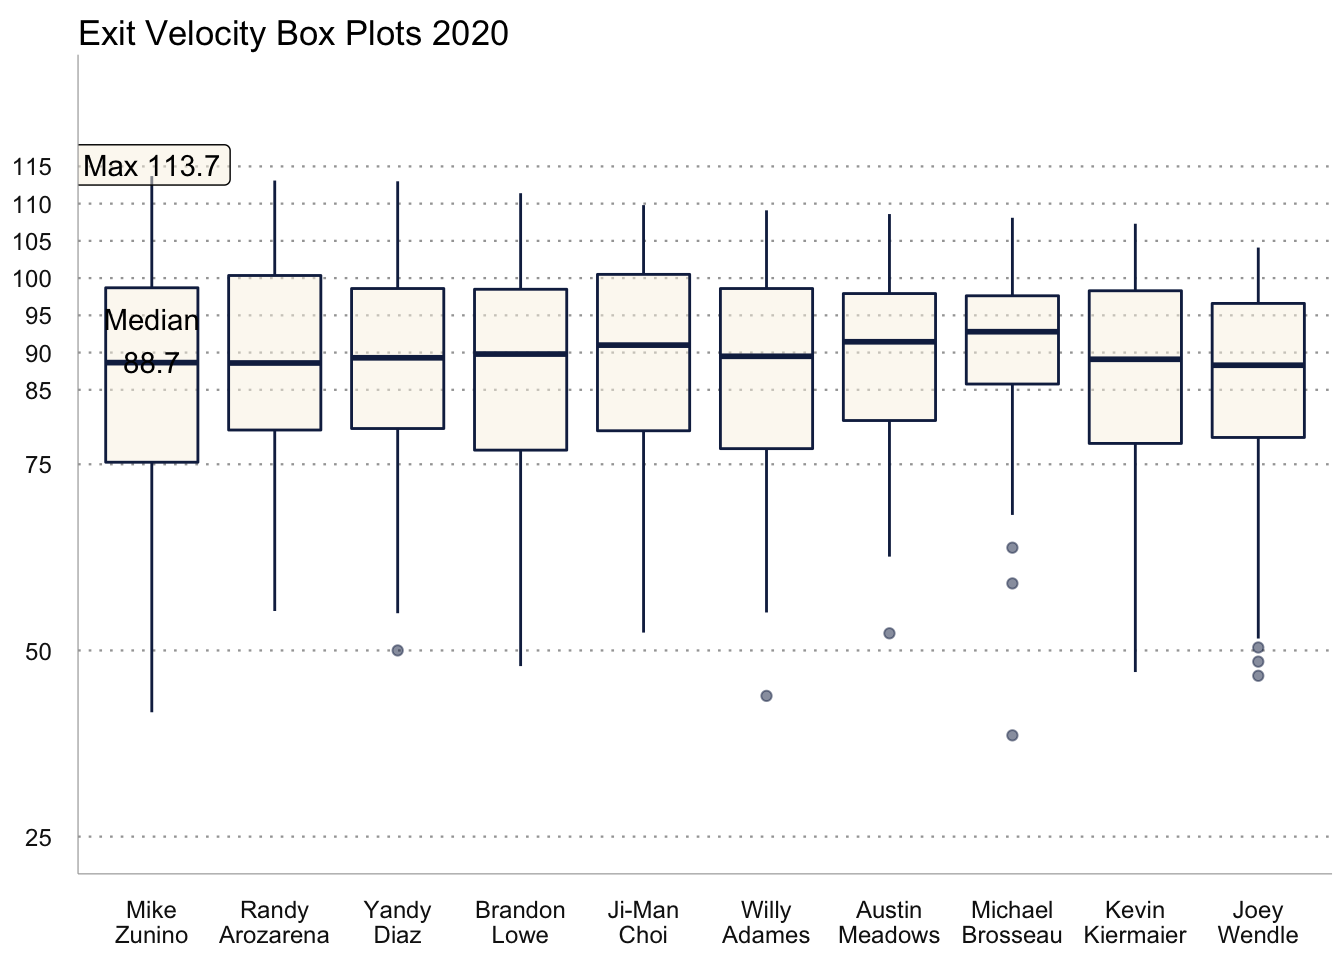 Exit Velocity Box Plots 2020
Max 113.7
115
110
105
100
95
90
85
75
50
25
Median
88.7
Mike
Zunino
Randy
Arozarena
Yandy
Diaz
Brandon
Lowe
Ji-Man
Choi
Willy
Adames
Austin
Meadows
Michael
Brosseau
Kevin
Kiermaier
Joey
Wendle